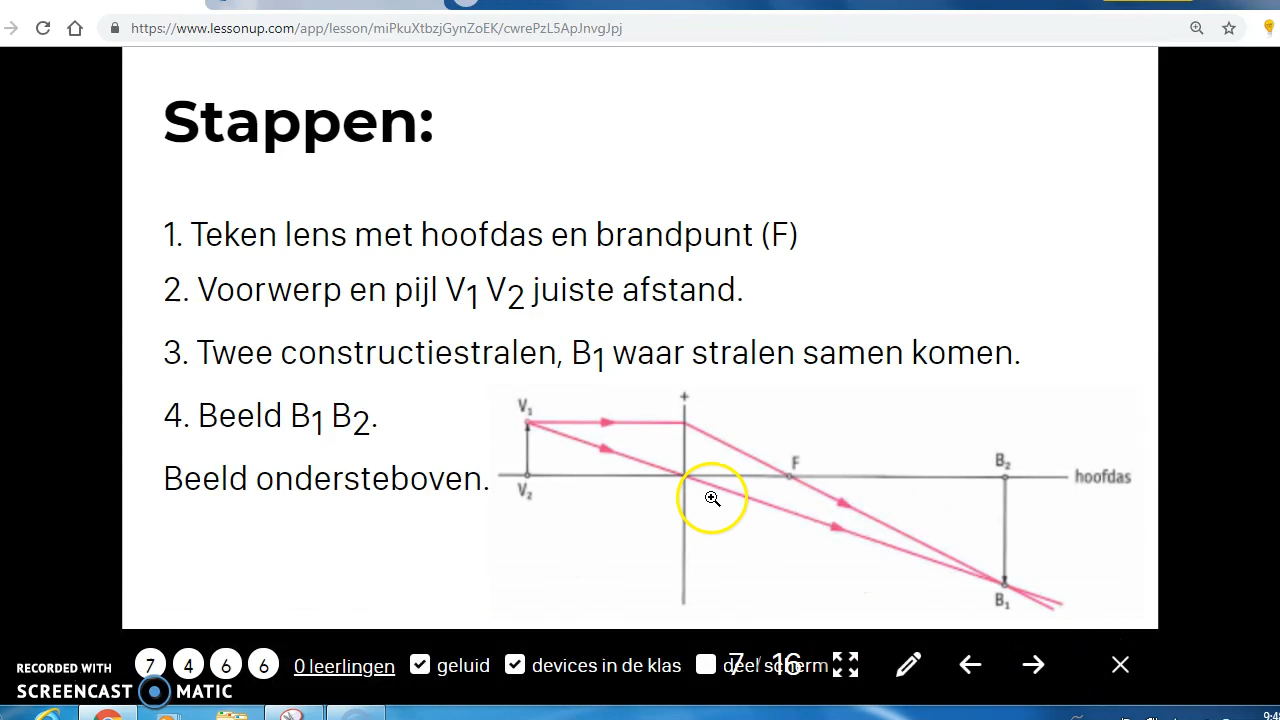 https://www.lessonup.com/app/lesson/miPkuXtbzjGynZoEK/cwrePzL5ApJnvgJpj
Stappen:
1. Teken lens met hoofdas en brandpunt (F)
2. Voorwerp en pijl V1 V2 juiste afstand.
3. Twee constructiestralen, B1 waar stralen samen komen.
4. Beeld B1 B2.
Beeld ondersteboven.
+
V1
V2
F
B2
hoofdas
B1
RECORDED WITH
SCREENCAST MATIC
7 4 6 6
0 leerlingen
geluid
devices in de klas
deel scherm
7 / 16